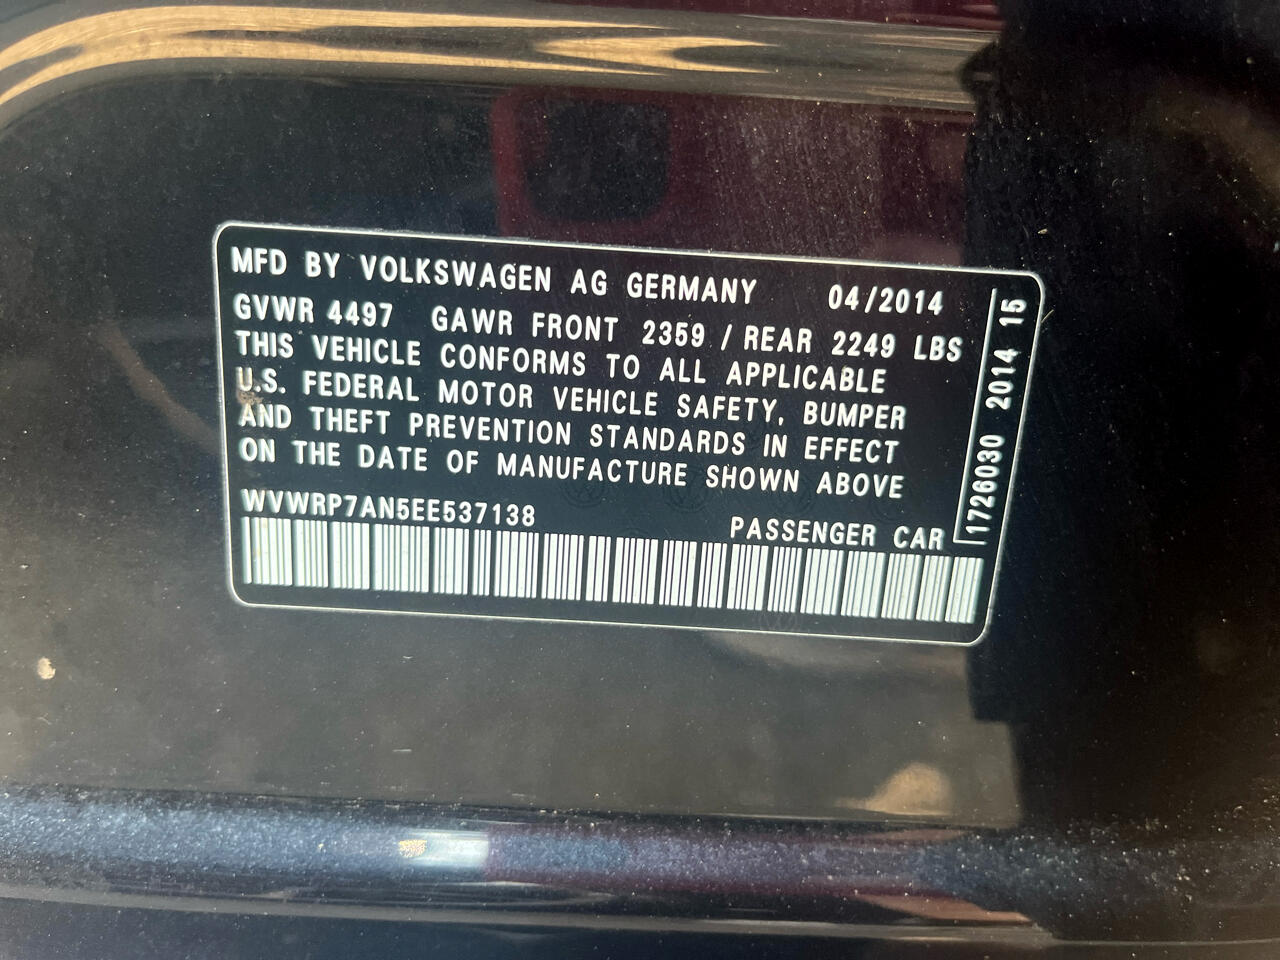 MFD BY VOLKSWAGEN AG GERMANY 04/2014
GVWR 4497 GAWR FRONT 2359 / REAR 2249 LBS
THIS VEHICLE CONFORMS TO ALL APPLICABLE
U.S. FEDERAL MOTOR VEHICLE SAFETY, BUMPER
AND THEFT PREVENTION STANDARDS IN EFFECT
ON THE DATE OF MANUFACTURE SHOWN ABOVE
WVWRP7AN5EE537138 PASSENGER CAR
1726030 2014 15